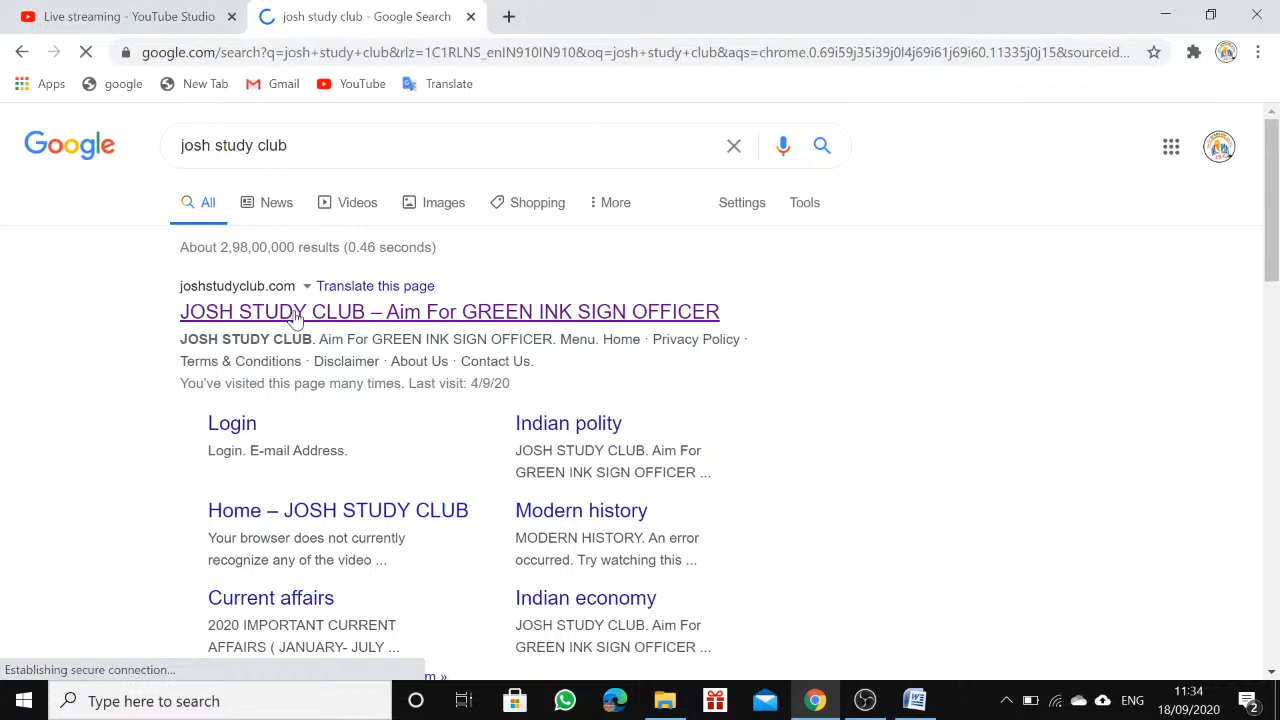 Live streaming - YouTube Studio
josh study club - Google Search
google.com/search?q=josh+study+club&rlz=1C1RLNS_enIN910IN910&oq=josh+study+club&aqs=chrome.0.69i59j35i39j0l4j69i61j69i60.11335j0j15&sourceid...
Apps google New Tab Gmail YouTube Translate
Google josh study club
All News Videos Images Shopping More Settings Tools
About 2,98,00,000 results (0.46 seconds)
joshstudyclub.com Translate this page
JOSH STUDY CLUB – Aim For GREEN INK SIGN OFFICER
JOSH STUDY CLUB. Aim For GREEN INK SIGN OFFICER. Menu. Home · Privacy Policy ·
Terms & Conditions · Disclaimer · About Us · Contact Us.
You've visited this page many times. Last visit: 4/9/20
Login
Login. E-mail Address.
Indian polity
JOSH STUDY CLUB. Aim For
GREEN INK SIGN OFFICER ...
Home – JOSH STUDY CLUB
Your browser does not currently
recognize any of the video ...
Modern history
MODERN HISTORY. An error
occurred. Try watching this ...
Current affairs
2020 IMPORTANT CURRENT
AFFAIRS ( JANUARY- JULY ...
Indian economy
JOSH STUDY CLUB. Aim For
GREEN INK SIGN OFFICER ...
Establishing secure connection...
m »
Type here to search
ENG
11:34
18/09/2020
2